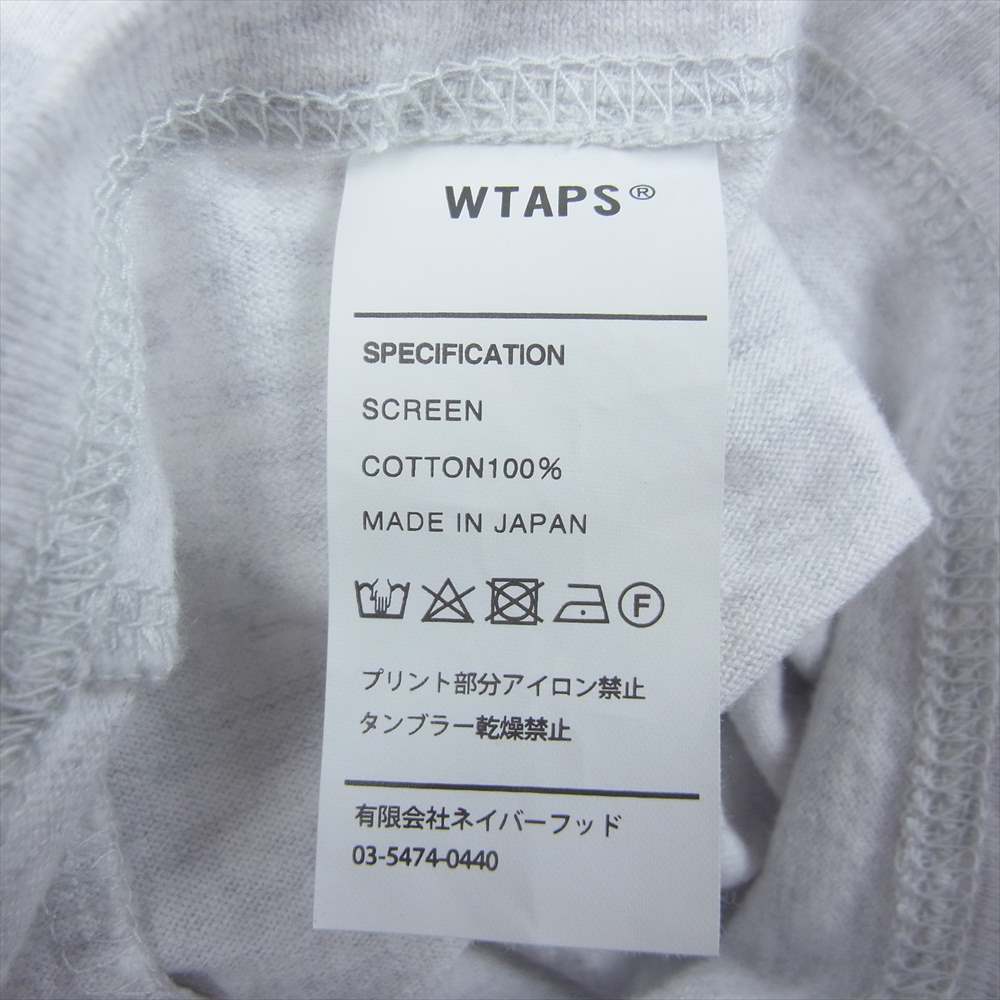 WTAPS®
SPECIFICATION
SCREEN
COTTON100%
MADE IN JAPAN
F
プリント部分アイロン禁止
タンブラー乾燥禁止
有限会社ネイバーフッド
03-5474-0440